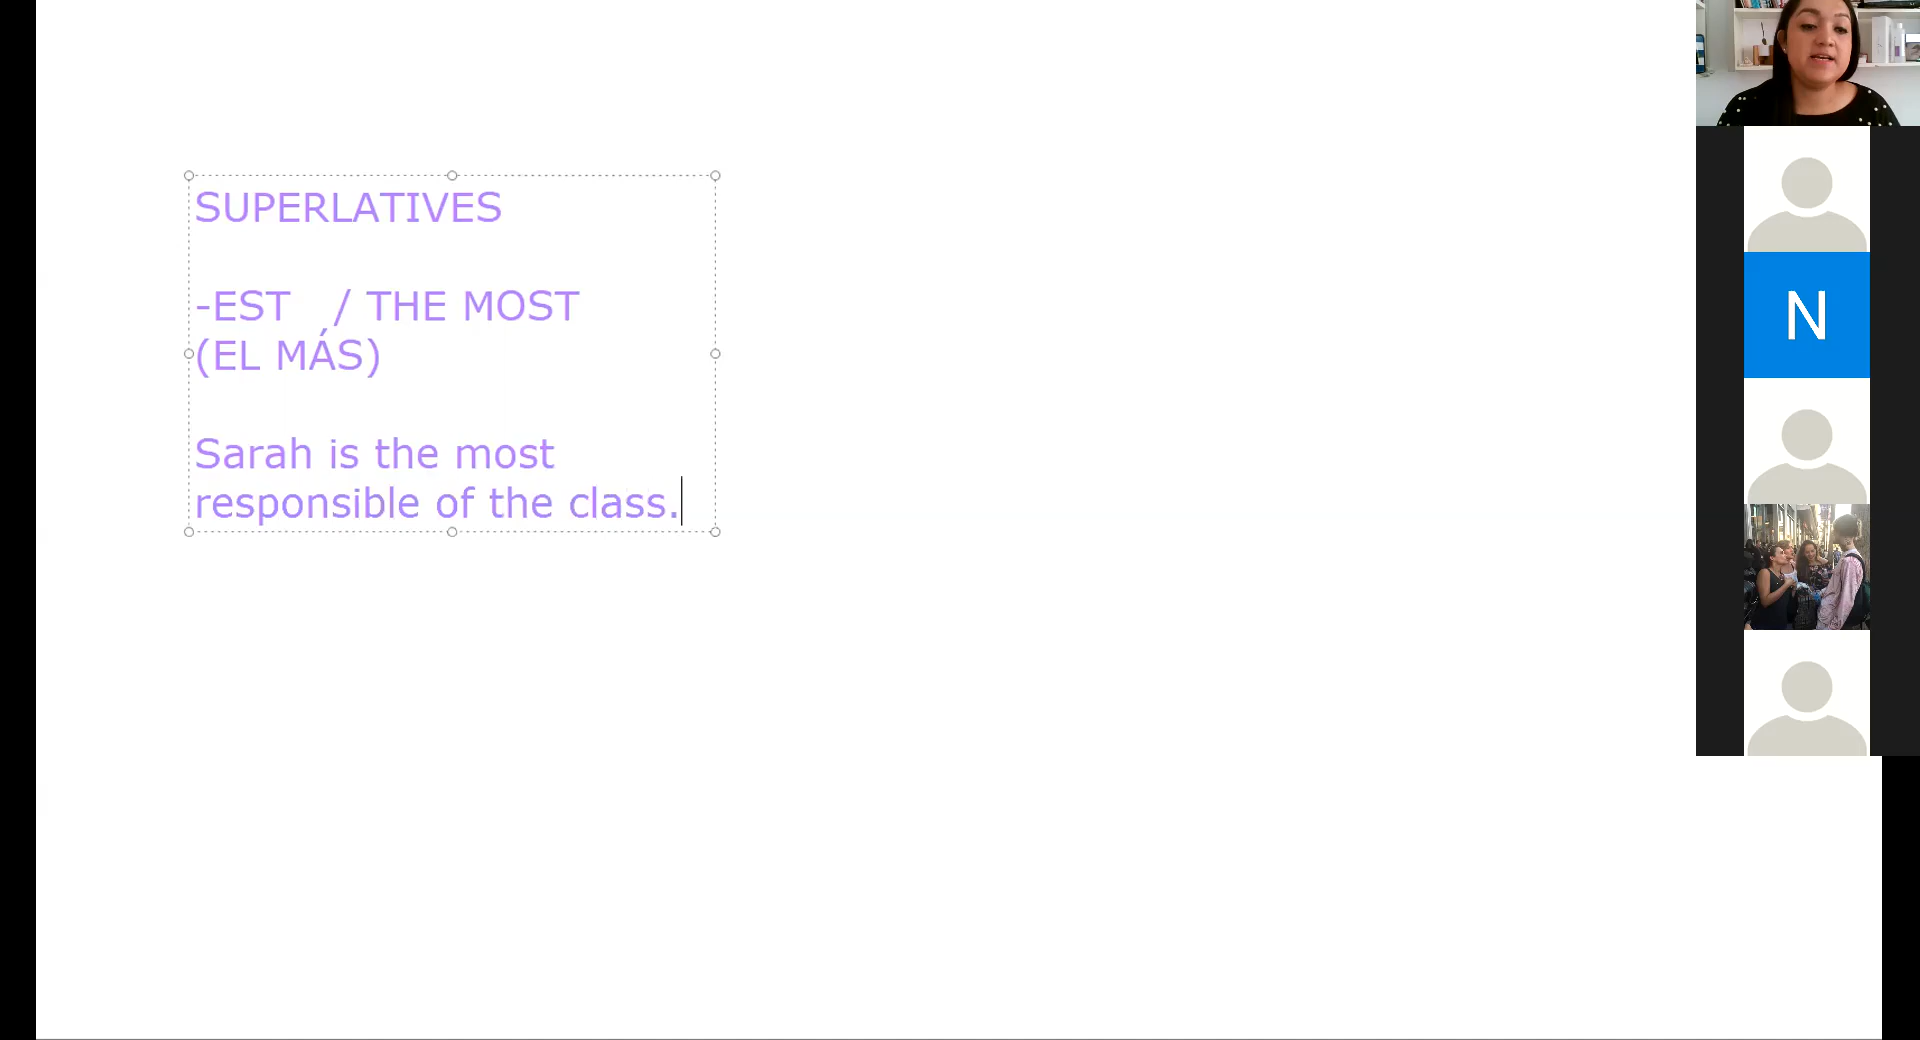 SUPERLATIVES
-EST / THE MOST
(EL MÁS)
Sarah is the most
responsible of the class.
N